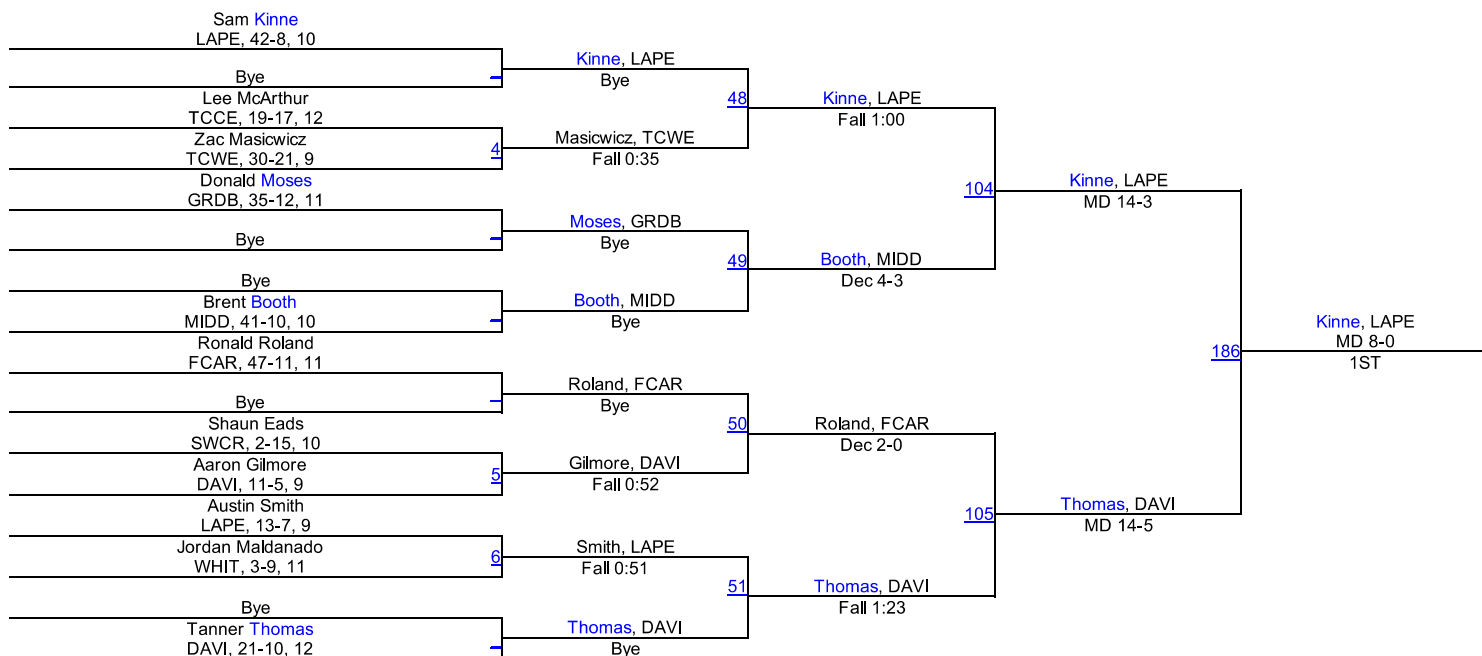 Sam Kinne
LAPE, 42-8, 10
Bye
Lee McArthur
TCCE, 19-17, 12
Zac Masicwicz
TCWE, 30-21, 9
Donald Moses
GRDB, 35-12, 11
Bye
Bye
Brent Booth
MIDD, 41-10, 10
Ronald Roland
FCAR, 47-11, 11
Bye
Shaun Eads
SWCR, 2-15, 10
Aaron Gilmore
DAVI, 11-5, 9
Austin Smith
LAPE, 13-7, 9
Jordan Maldanado
WHIT, 3-9, 11
Bye
Tanner Thomas
DAVI, 21-10, 12
4
5
6
Kinne, LAPE
Bye
Masicwicz, TCWE
Fall 0:35
Moses, GRDB
Bye
Booth, MIDD
Bye
Roland, FCAR
Bye
Gilmore, DAVI
Fall 0:52
Smith, LAPE
Fall 0:51
Thomas, DAVI
Bye
48
49
50
51
Kinne, LAPE
Fall 1:00
Booth, MIDD
Dec 4-3
Roland, FCAR
Dec 2-0
Thomas, DAVI
Fall 1:23
104
105
Kinne, LAPE
MD 14-3
Thomas, DAVI
MD 14-5
186
Kinne, LAPE
MD 8-0
1ST